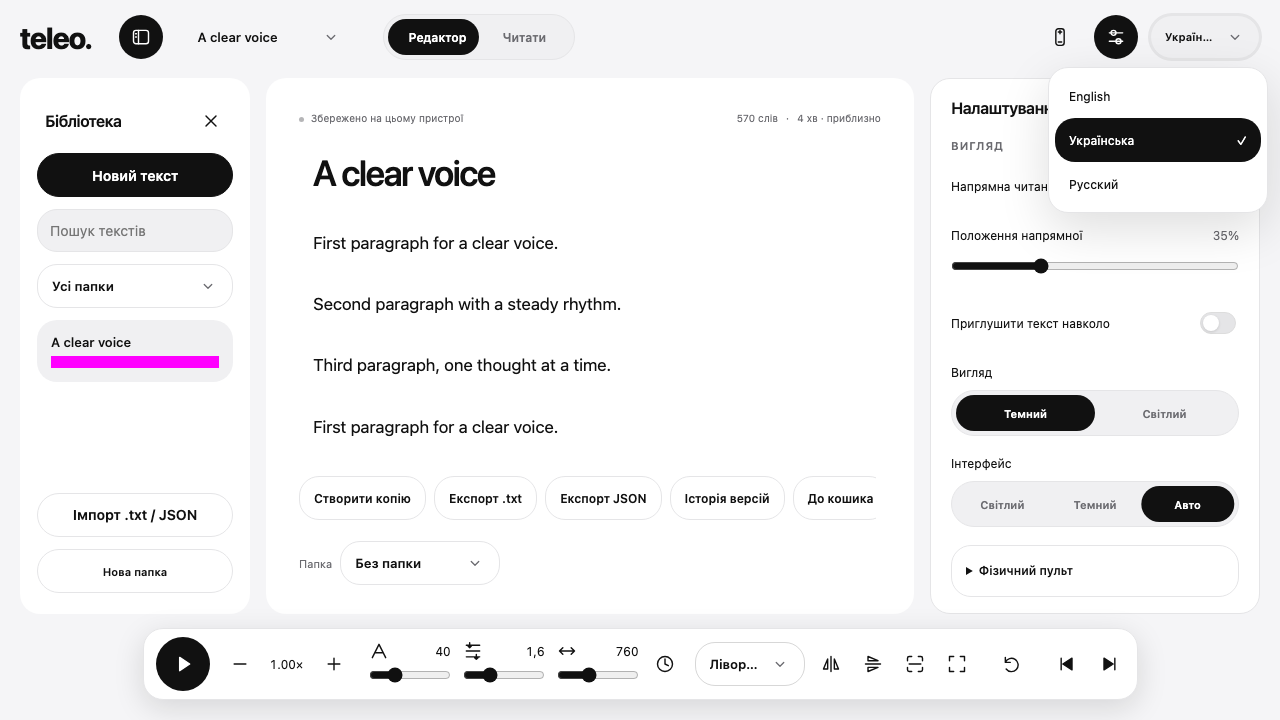 teleo.
A clear voice
Редактор
Читати
Україн...
English
Українська
Русский
Бібліотека
Новий текст
Пошук текстів
Усі папки
A clear voice
Імпорт .txt / JSON
Нова папка
Збережено на цьому пристрої
570 слів · 4 хв · приблизно
A clear voice
First paragraph for a clear voice.
Second paragraph with a steady rhythm.
Third paragraph, one thought at a time.
First paragraph for a clear voice.
Створити копію
Експорт .txt
Експорт JSON
Історія версій
До кошика
Папка
Без папки
ВИГЛЯД
Положення напрямної
35%
Приглушити текст навколо
Вигляд
Темний
Світлий
Інтерфейс
Світлий
Темний
Авто
Фізичний пульт
1.00×
40
1,6
760
Лівор...